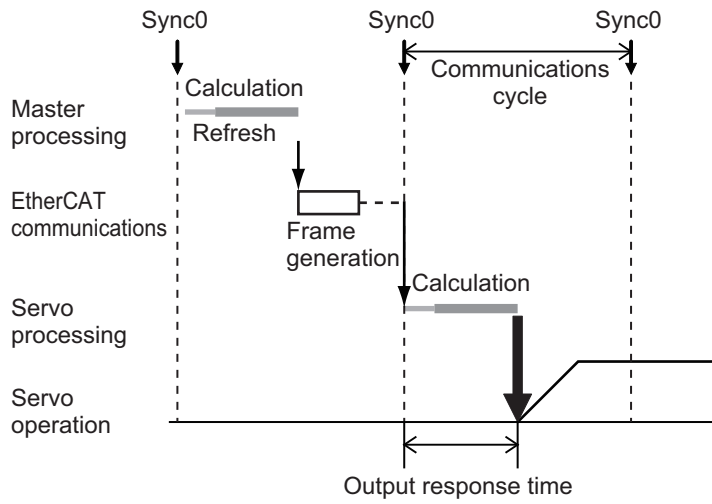 Sync0 Sync0 Sync0
Communications
cycle
Calculation
Master
processing
Refresh
EtherCAT
communications
Frame
generation
Calculation
Servo
processing
Servo
operation
Output response time